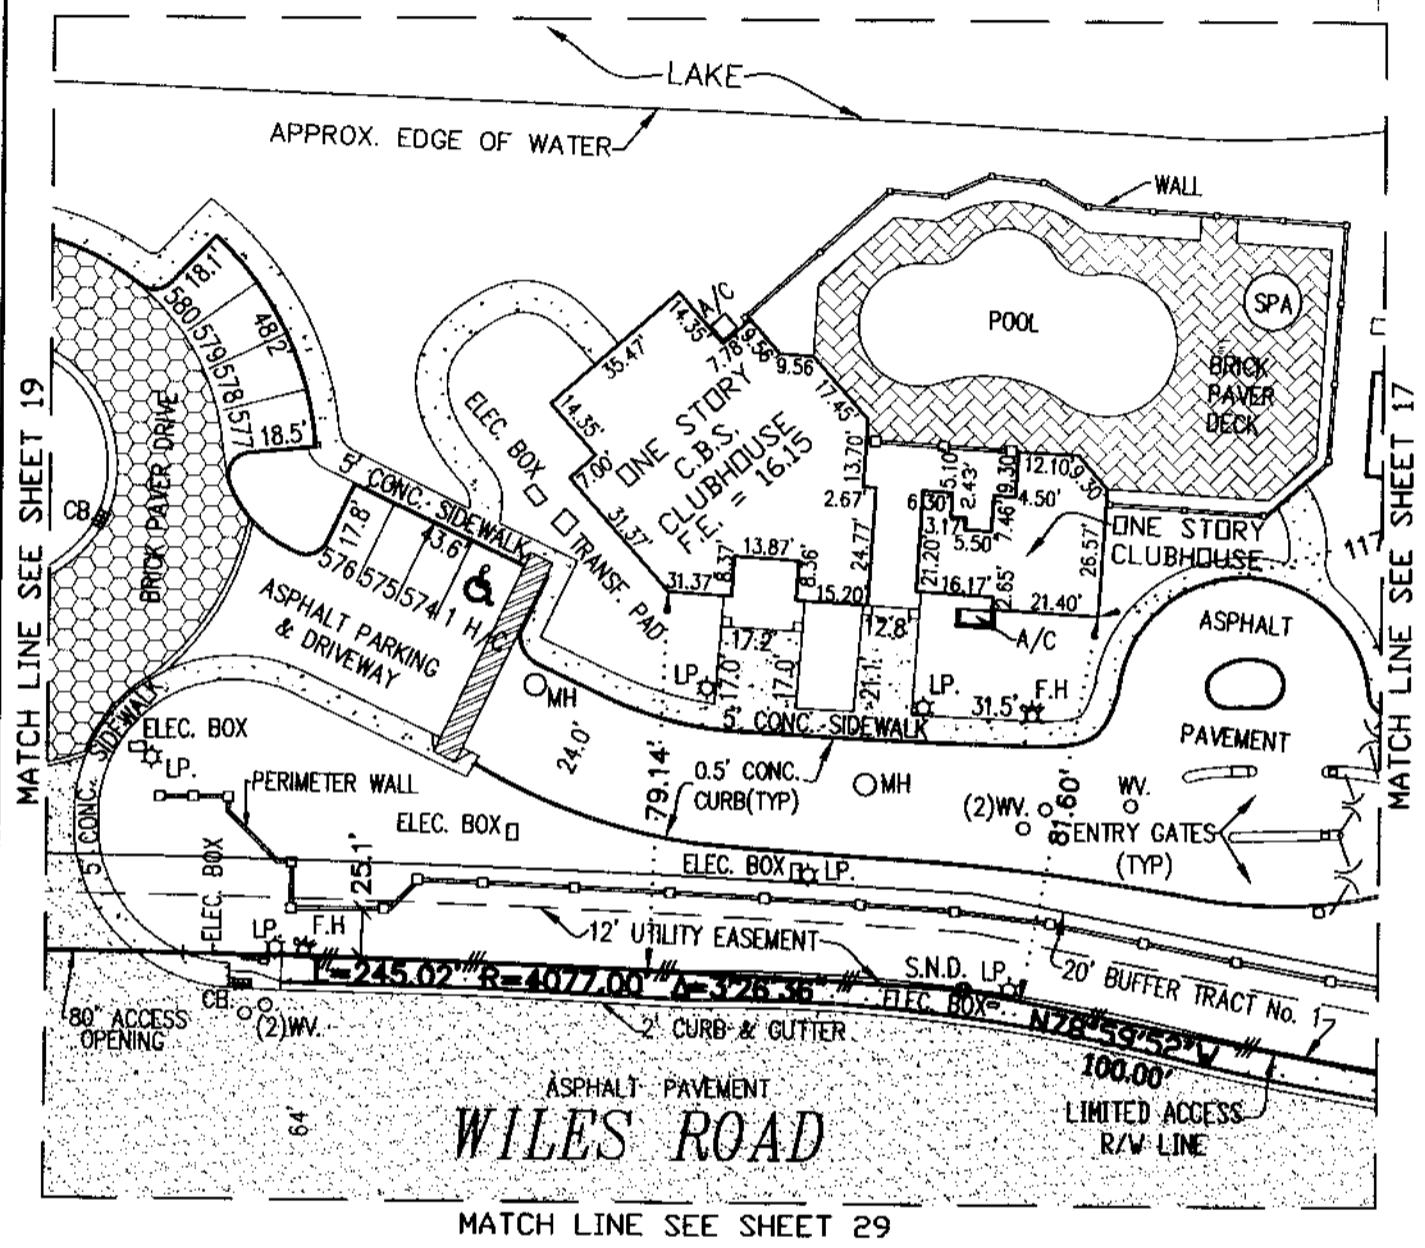 LAKE
APPROX. EDGE OF WATER
WALL
18.1'
580
579
578
577
48.2'
18.5'
A/C
14.35'
7.78'
9.56'
9.56
35.47'
17.45'
POOL
SPA
BRICK
PAVER
DECK
MATCH LINE SEE SHEET 19
MATCH LINE SEE SHEET 17
BRICK PAVER DRIVE
CB
5' CONC. SIDEWALK
ELEC. BOX
14.35'
7.00'
31.37'
ONE STORY
C.B.S.
CLUBHOUSE
F.F.E. = 16.15
13.70'
2.67'
24.77'
5.10
2.43'
9.30
12.10
9.30'
6.30'
3.17
5.50'
7.46'
4.50'
ONE STORY
CLUBHOUSE
117
17.8'
43.6'
576
575
574
1 H/C
TRANSF. PAD
31.37'
8.37'
13.87'
8.36'
15.20'
21.20'
16.17'
2.65'
26.57'
21.40'
A/C
ASPHALT PARKING
& DRIVEWAY
17.2'
12.8'
17.0'
17.0'
21.1'
LP.
LP.
31.5'
F.H
ASPHALT
PAVEMENT
MH
24.0'
5' CONC. SIDEWALK
5' CONC. SIDEWALK
ELEC. BOX
LP.
PERIMETER WALL
79.14'
0.5' CONC.
CURB(TYP)
MH
(2)WV.
WV.
81.60'
ENTRY GATES
(TYP)
ELEC. BOX
ELEC. BOX
LP.
ELEC. BOX
25.1'
LP.
F.H
12' UTILITY EASEMENT
S.N.D.
LP.
20' BUFFER TRACT No. 1
L=245.02' R=4077.00' Δ=3°26'36"
ELEC. BOX
N78°59'52"W
100.00'
80' ACCESS
OPENING
CB
(2)WV.
2' CURB & GUTTER
ASPHALT PAVEMENT
64'
WILES ROAD
LIMITED ACCESS
R/W LINE
MATCH LINE SEE SHEET 29